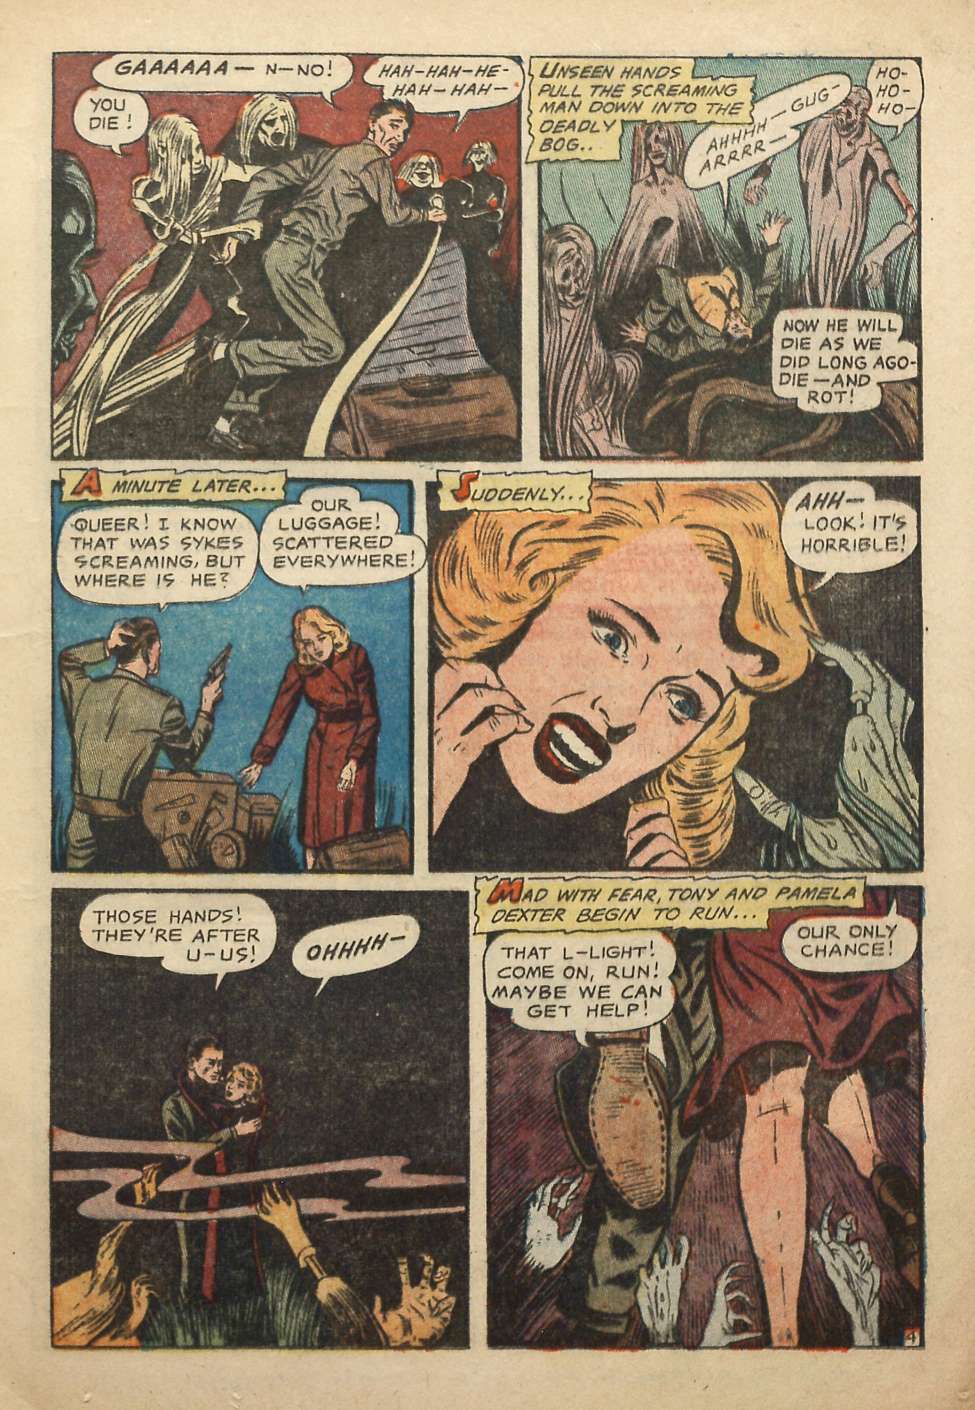 GAAAAAA — N—NO!
YOU
DIE!
HAH-HAH-HE-
HAH-HAH—
UNSEEN HANDS
PULL THE SCREAMING
MAN DOWN INTO THE
DEADLY
BOG..
AHHHH—GUG-
ARRRR—
HO-
HO-
HO-
NOW HE WILL
DIE AS WE
DID LONG AGO-
DIE—AND
ROT!
A MINUTE LATER...
QUEER! I KNOW
THAT WAS SYKES
SCREAMING, BUT
WHERE IS HE?
OUR
LUGGAGE!
SCATTERED
EVERYWHERE!
SUDDENLY...
AHH—
LOOK! IT'S
HORRIBLE!
THOSE HANDS!
THEY'RE AFTER
U-US!
OHHHH—
MAD WITH FEAR, TONY AND PAMELA
DEXTER BEGIN TO RUN...
THAT L-LIGHT!
COME ON, RUN!
MAYBE WE CAN
GET HELP!
OUR ONLY
CHANCE!
4